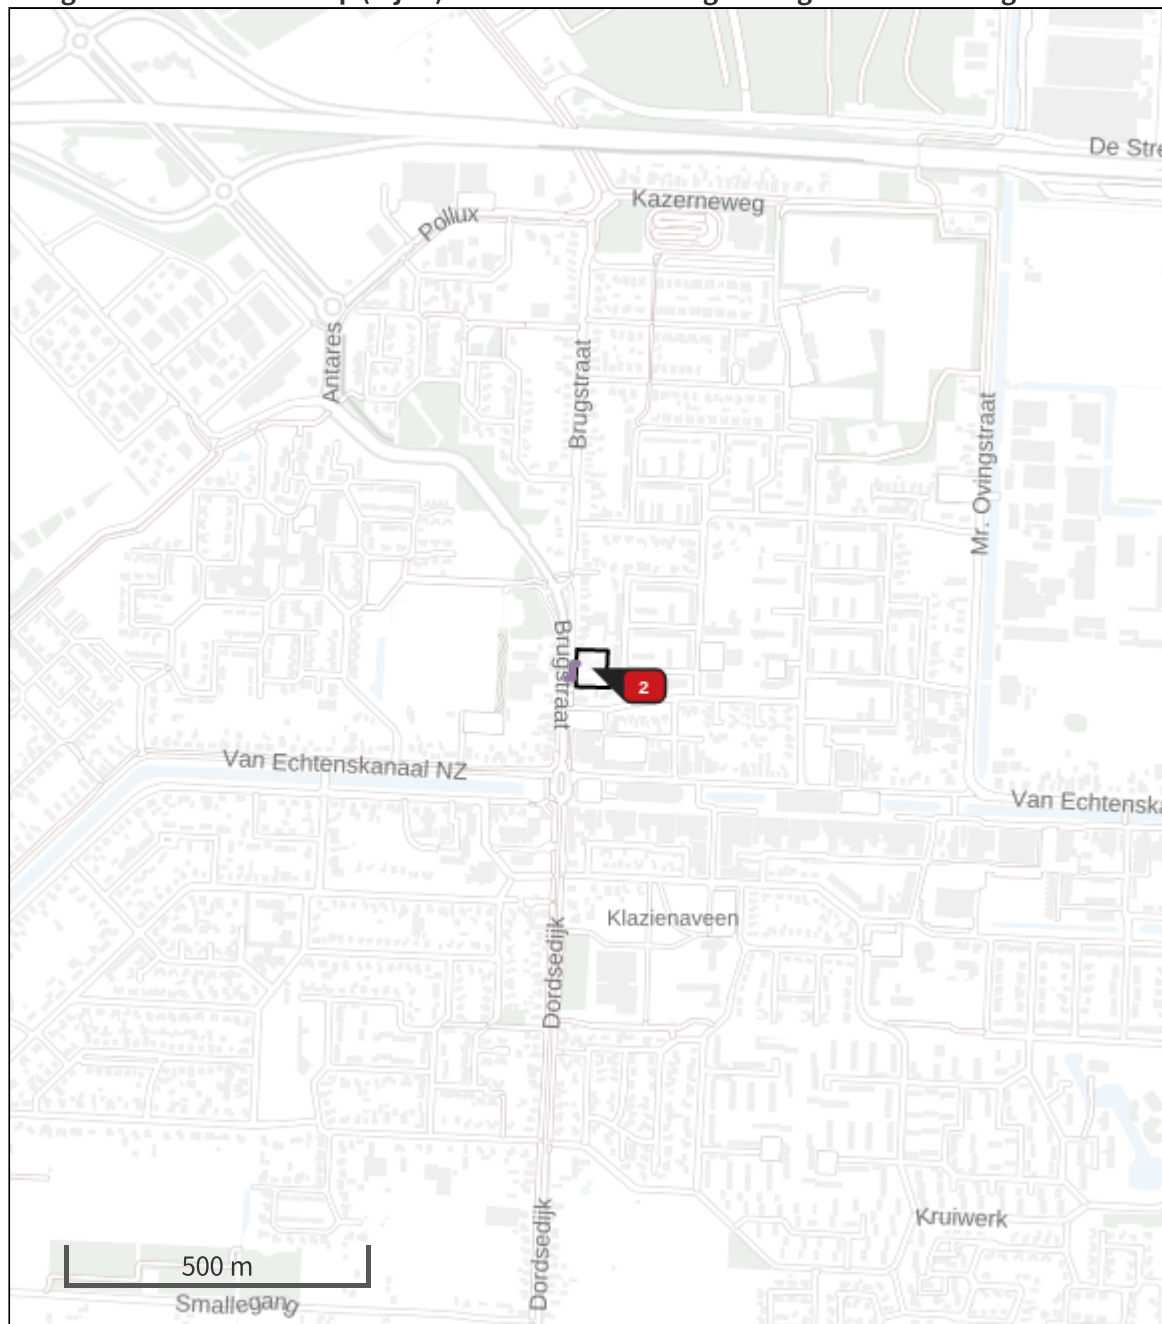 De Stre
Kazerneweg
Pollux
Antares
Brugstraat
Mr. Ovingstraat
Brugstraat
2
Van Echtenskanaal NZ
Van Echtenska
Klazienaveen
Dordsedijk
Kruiwerk
Dordsedijk
500 m
Smallegang